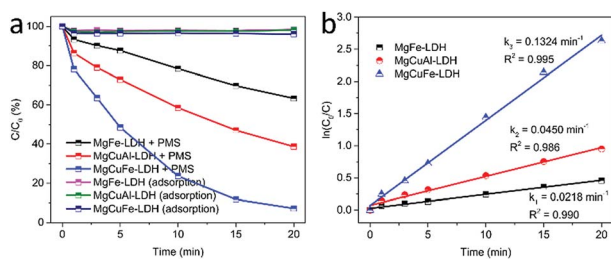 a
100
80
60
40
20
0
C/C0 (%)
MgFe-LDH + PMS
MgCuAl-LDH + PMS
MgCuFe-LDH + PMS
MgFe-LDH (adsorption)
MgCuAl-LDH (adsorption)
MgCuFe-LDH (adsorption)
0 5 10 15 20
Time (min)
b
3.0
2.5
2.0
1.5
1.0
0.5
0.0
ln(C0/C)
MgFe-LDH
MgCuAl-LDH
MgCuFe-LDH
k3 = 0.1324 min-1
R2 = 0.995
k2 = 0.0450 min-1
R2 = 0.986
k1 = 0.0218 min-1
R2 = 0.990
0 5 10 15 20
Time (min)